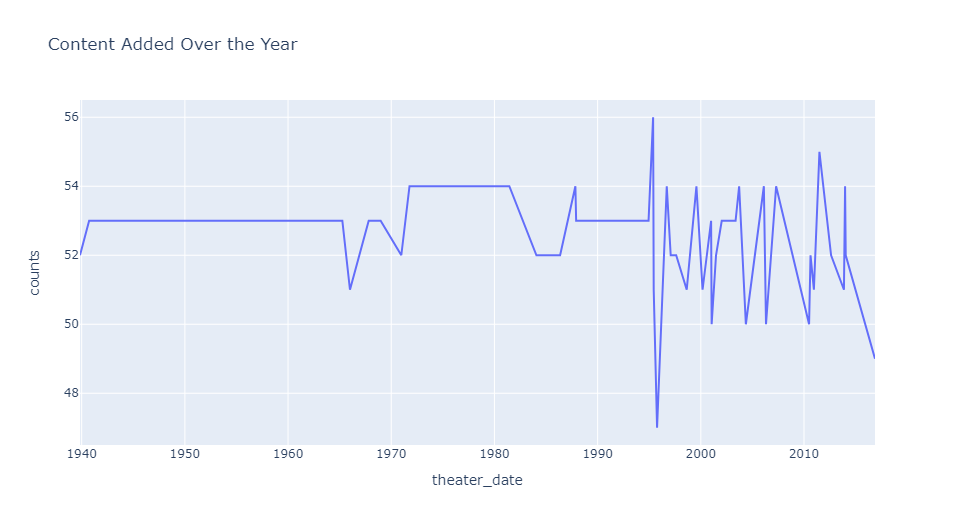 Content Added Over the Year
56
54
52
50
48
counts
1940 1950 1960 1970 1980 1990 2000 2010
theater_date